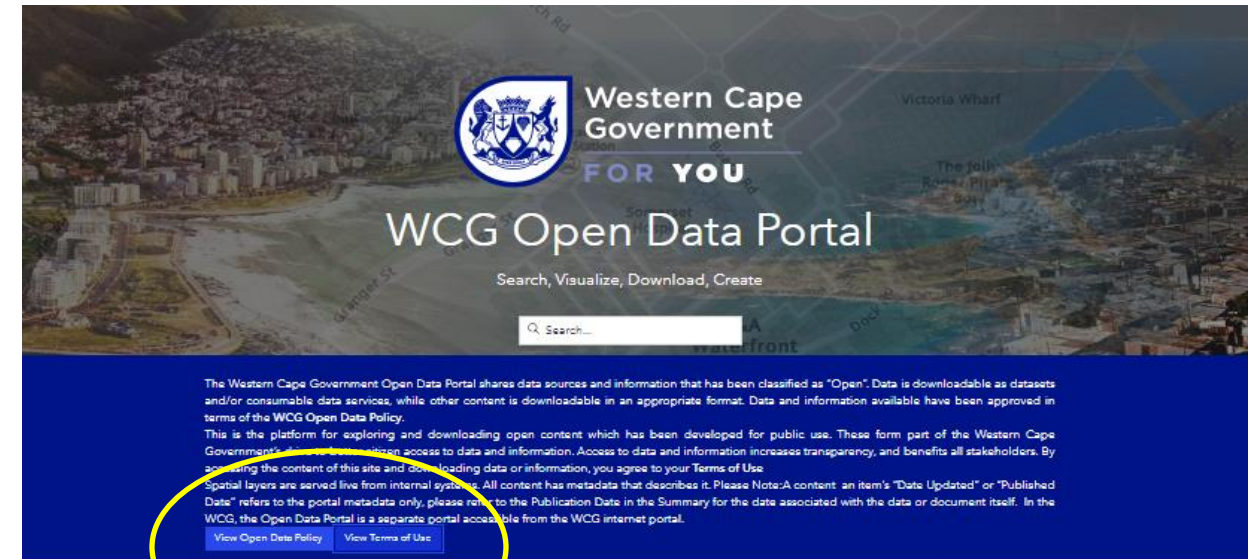 Western Cape
Government
FOR YOU
Victoria Wharf
WCG Open Data Portal
Search, Visualize, Download, Create
Search...
The Western Cape Government Open Data Portal shares data sources and information that has been classified as "Open". Data is downloadable as datasets
and/or consumable data services, while other content is downloadable in an appropriate format. Data and information available have been approved in
terms of the WCG Open Data Policy.
This is the platform for exploring and downloading open content which has been developed for public use. These form part of the Western Cape
Government's drive to better citizen access to data and information. Access to data and information increases transparency, and benefits all stakeholders. By
accessing the content of this site and downloading data or information, you agree to your Terms of Use
Spatial layers are served live from internal systems. All content has metadata that describes it. Please Note:A content an item's "Date Updated" or "Published
Date" refers to the portal metadata only, please refer to the Publication Date in the Summary for the date associated with the data or document itself. In the
WCG, the Open Data Portal is a separate portal accessible from the WCG internet portal.
View Open Data Policy View Terms of Use